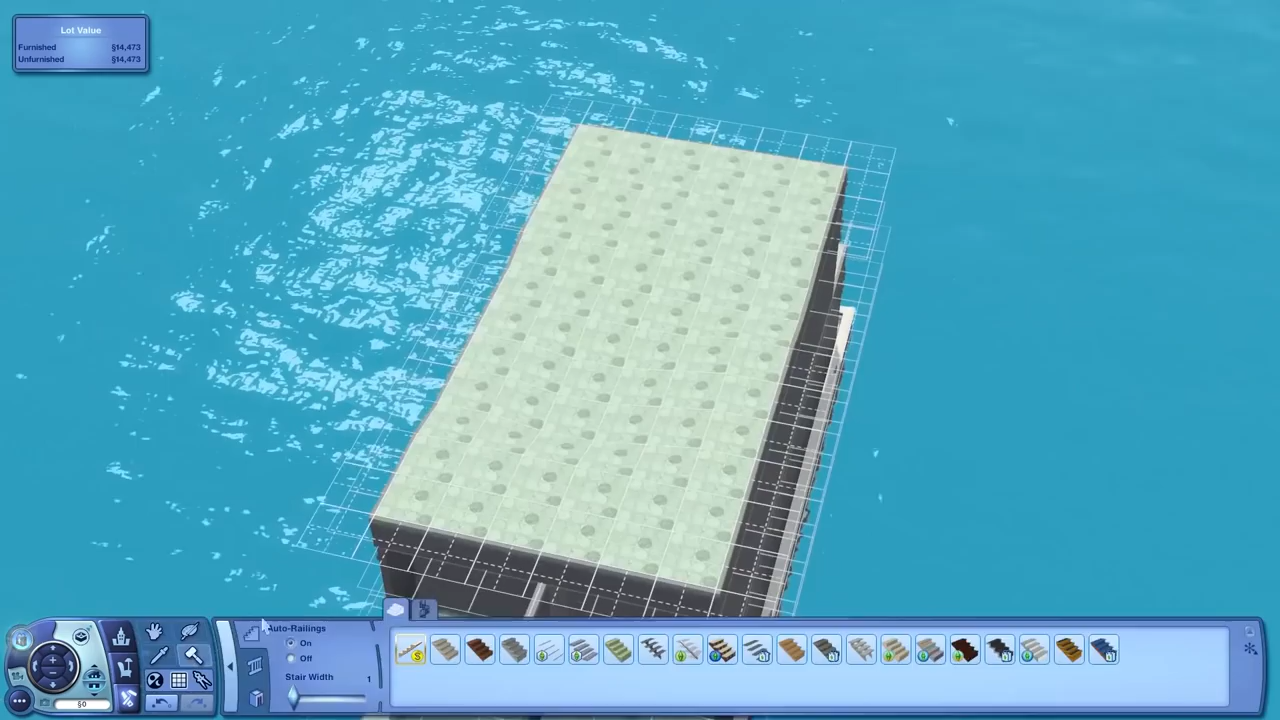 Lot Value
Furnished §14,473
Unfurnished §14,473
Auto-Railings
On
Off
Stair Width 1
§0